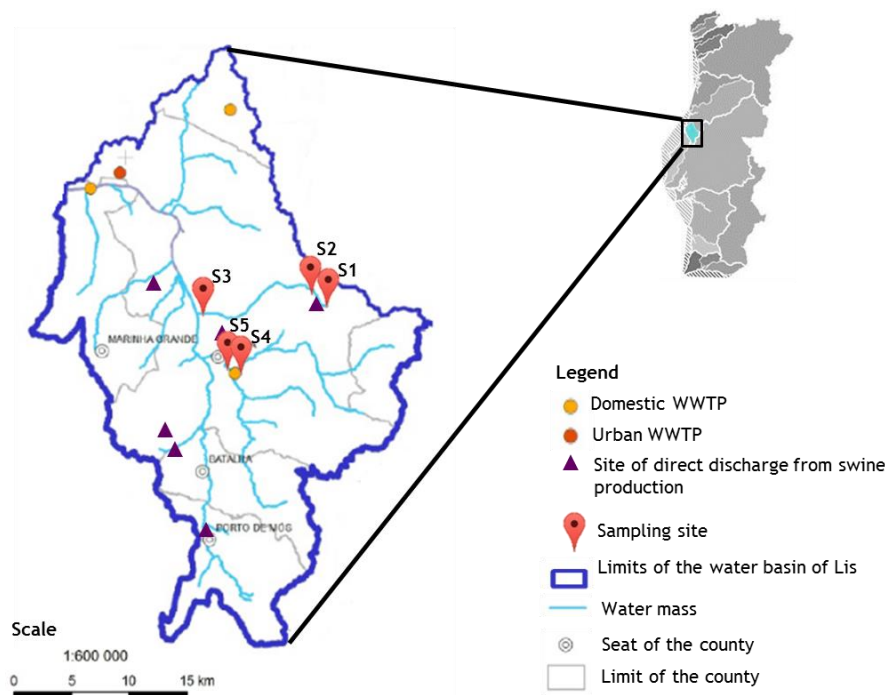 S2
S1
S3
S5
S4
MARINHA GRANDE
BATALHA
PORTO DE MÓS
Legend
Domestic WWTP
Urban WWTP
Site of direct discharge from swine
production
Sampling site
Limits of the water basin of Lis
Water mass
Seat of the county
Limit of the county
Scale
1:600 000
0 5 10 15 km